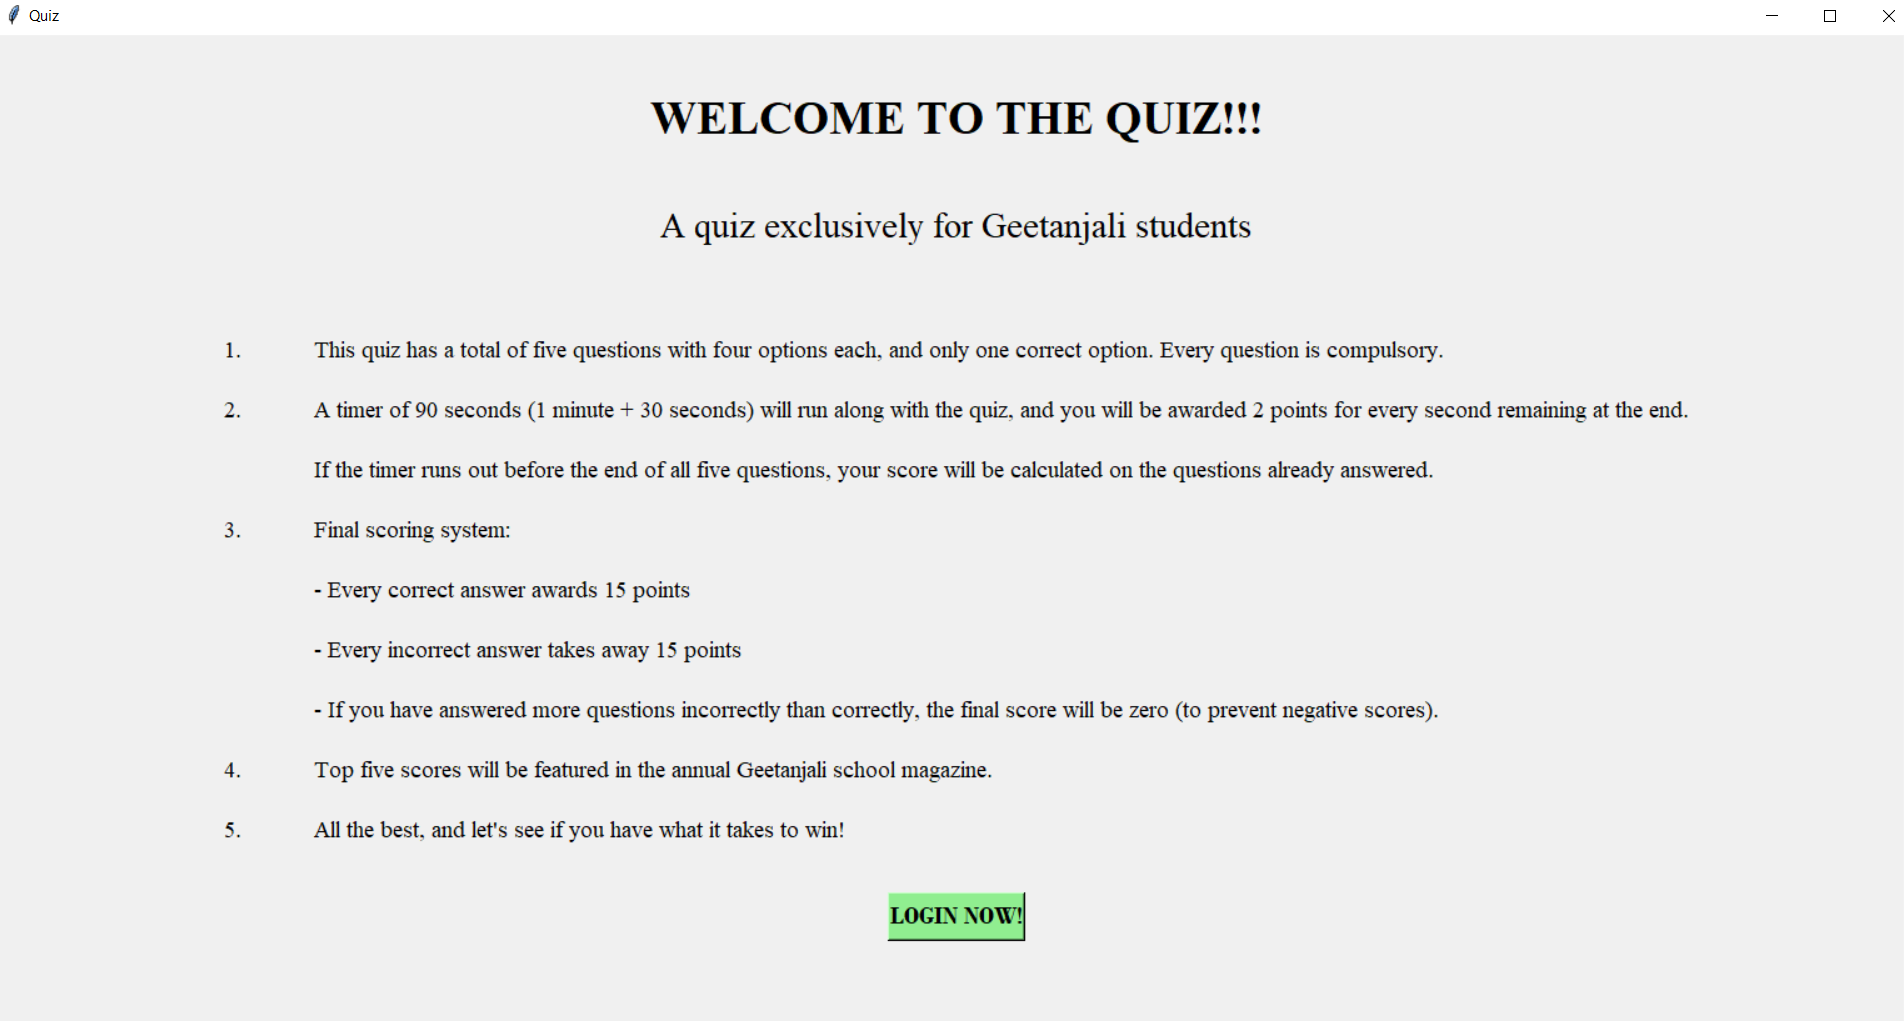 Quiz
WELCOME TO THE QUIZ!!!
A quiz exclusively for Geetanjali students
1. This quiz has a total of five questions with four options each, and only one correct option. Every question is compulsory.
2. A timer of 90 seconds (1 minute + 30 seconds) will run along with the quiz, and you will be awarded 2 points for every second remaining at the end.
If the timer runs out before the end of all five questions, your score will be calculated on the questions already answered.
3. Final scoring system:
- Every correct answer awards 15 points
- Every incorrect answer takes away 15 points
- If you have answered more questions incorrectly than correctly, the final score will be zero (to prevent negative scores).
4. Top five scores will be featured in the annual Geetanjali school magazine.
5. All the best, and let's see if you have what it takes to win!
LOGIN NOW!